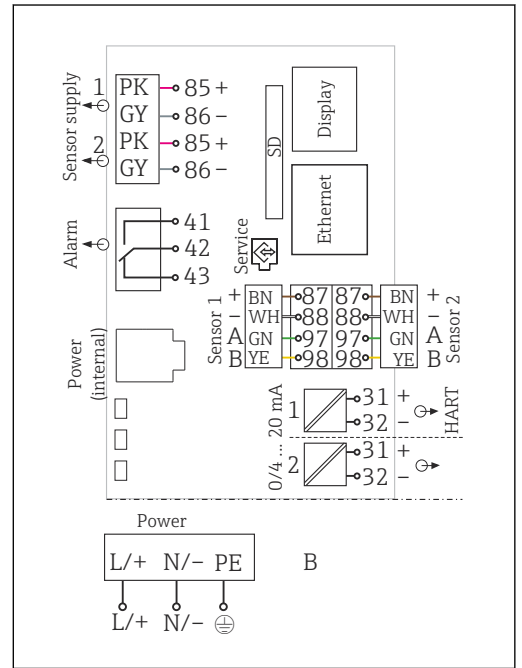 Sensor supply
1 PK 85 +
GY 86 -
2 PK 85 +
GY 86 -
Display
SD
Ethernet
Alarm
41
42
43
Service
Power
(internal)
Sensor 1
+ BN 87 87 BN +
- WH 88 88 WH -
A GN 97 97 GN A
B YE 98 98 YE B
Sensor 2
0/4 ... 20 mA
1 31 +
32 -
HART
2 31 +
32 -
Power
L/+ N/- PE
B
L/+ N/-